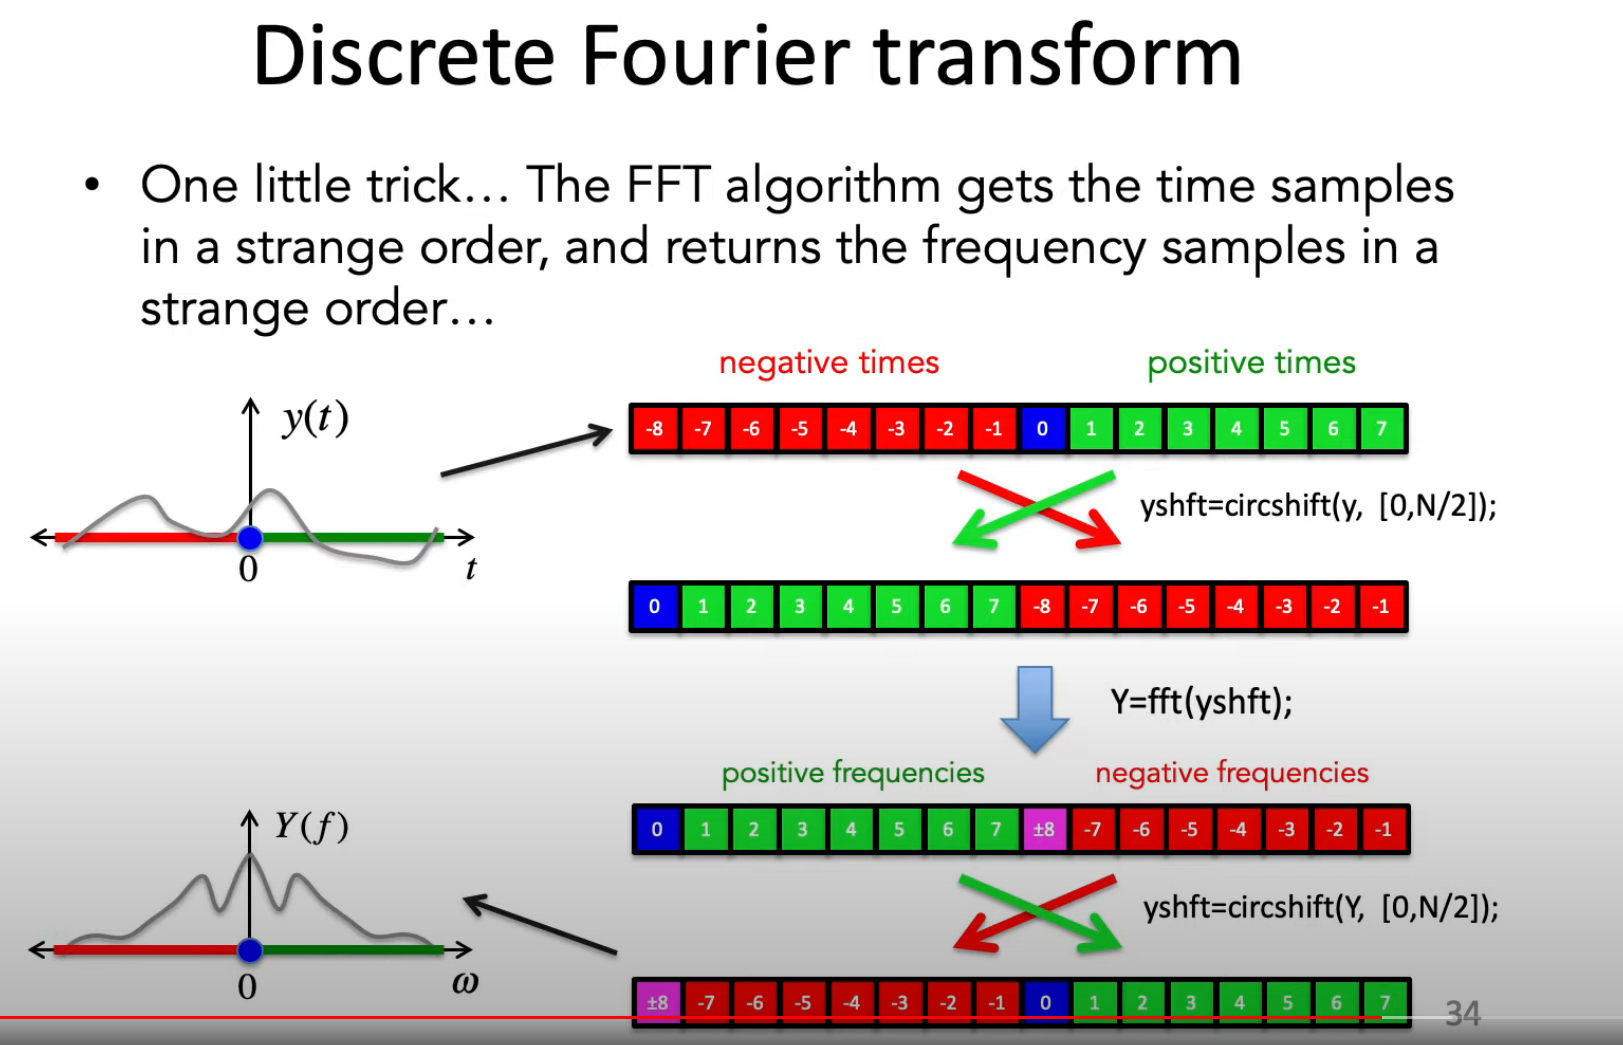 Discrete Fourier transform
• One little trick… The FFT algorithm gets the time samples
in a strange order, and returns the frequency samples in a
strange order…
negative times positive times
y(t)
-8 -7 -6 -5 -4 -3 -2 -1 0 1 2 3 4 5 6 7
yshft=circshift(y, [0,N/2]);
0 t
0 1 2 3 4 5 6 7 -8 -7 -6 -5 -4 -3 -2 -1
Y=fft(yshft);
positive frequencies negative frequencies
Y(f)
0 1 2 3 4 5 6 7 ±8 -7 -6 -5 -4 -3 -2 -1
yshft=circshift(Y, [0,N/2]);
0 ω
±8 -7 -6 -5 -4 -3 -2 -1 0 1 2 3 4 5 6 7
34